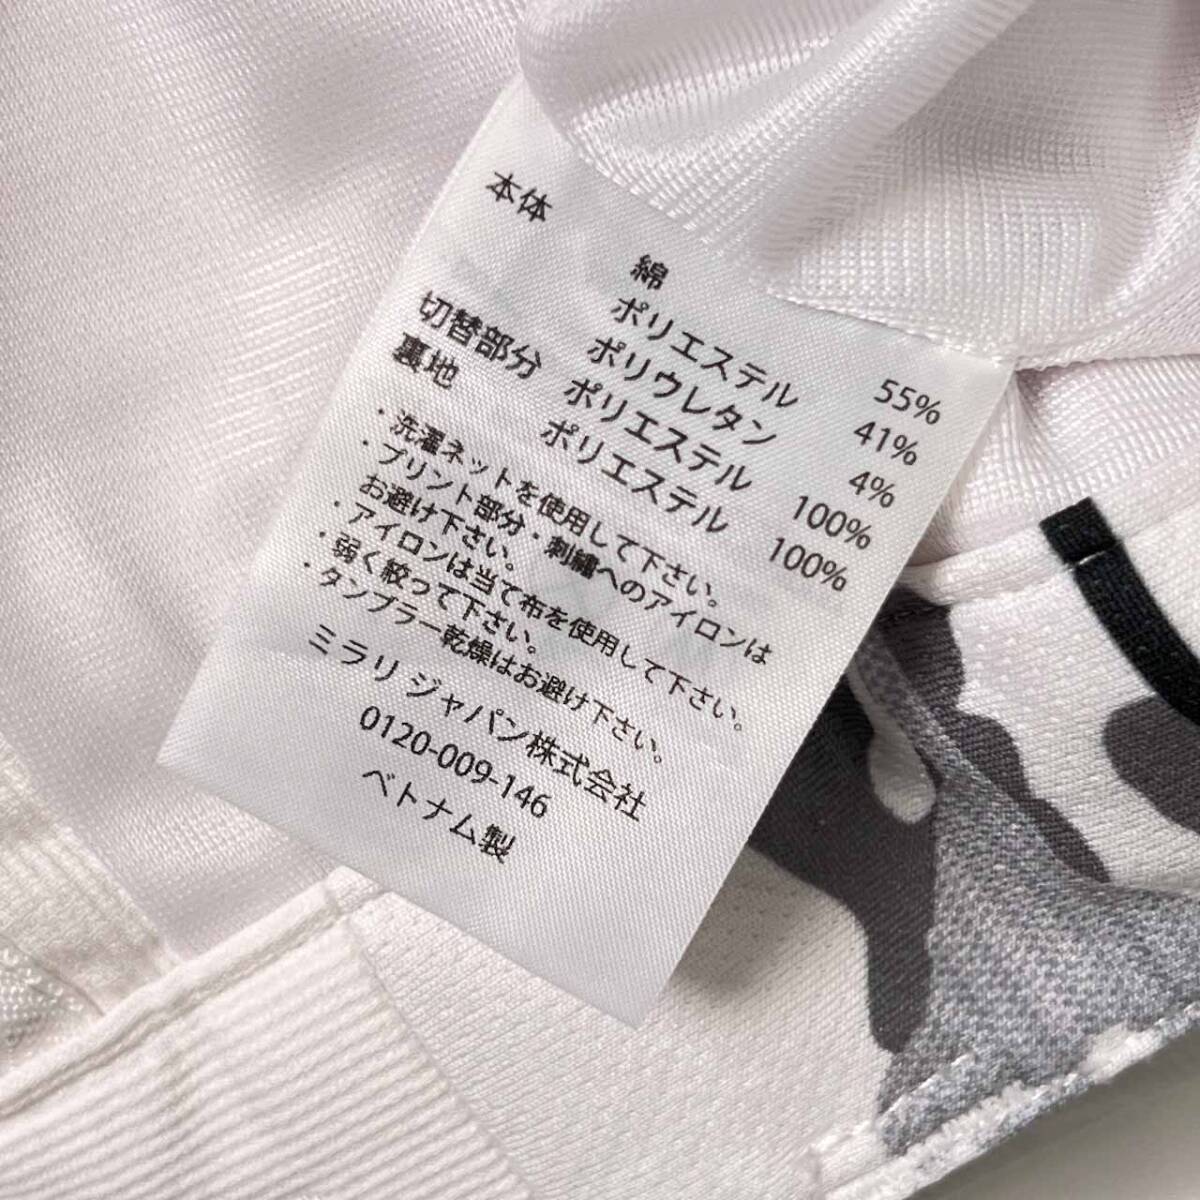 本体 綿 55%
ポリエステル 41%
ポリウレタン 4%
切替部分 ポリエステル 100%
裏地 ポリエステル 100%
・洗濯ネットを使用して下さい。
・プリント部分・刺繍へのアイロンは
お避け下さい。
・アイロンは当て布を使用して下さい。
・弱く絞って下さい。
・タンブラー乾燥はお避け下さい。
ミラリ ジャパン株式会社
0120-009-146
ベトナム製